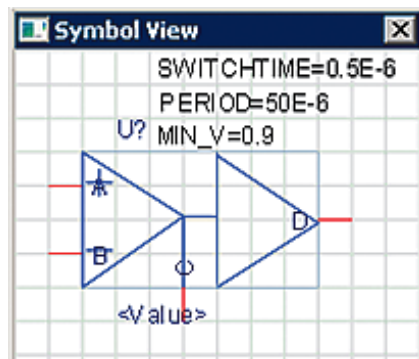 Symbol View
SWITCHTIME=0.5E-6
PERIOD=50E-6
U? MIN_V=0.9
A
D
B
C
<Value>